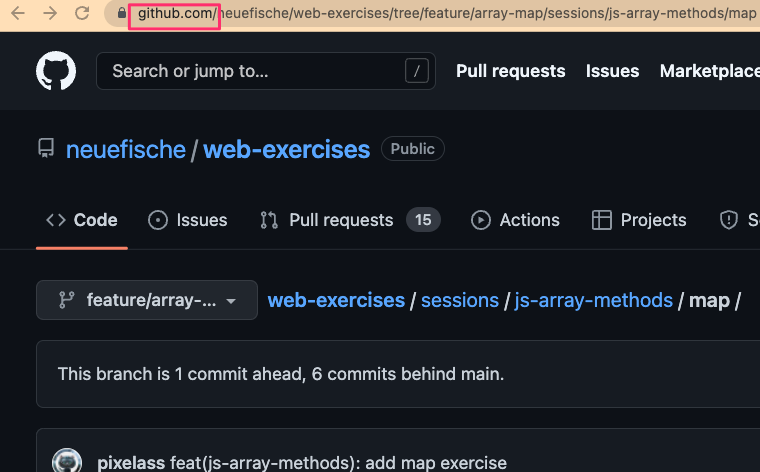 github.com/neuefische/web-exercises/tree/feature/array-map/sessions/js-array-methods/map
Search or jump to... / Pull requests Issues Marketplace
neuefische / web-exercises Public
<> Code Issues Pull requests 15 Actions Projects
feature/array-... web-exercises / sessions / js-array-methods / map /
This branch is 1 commit ahead, 6 commits behind main.
pixelass feat(js-array-methods): add map exercise